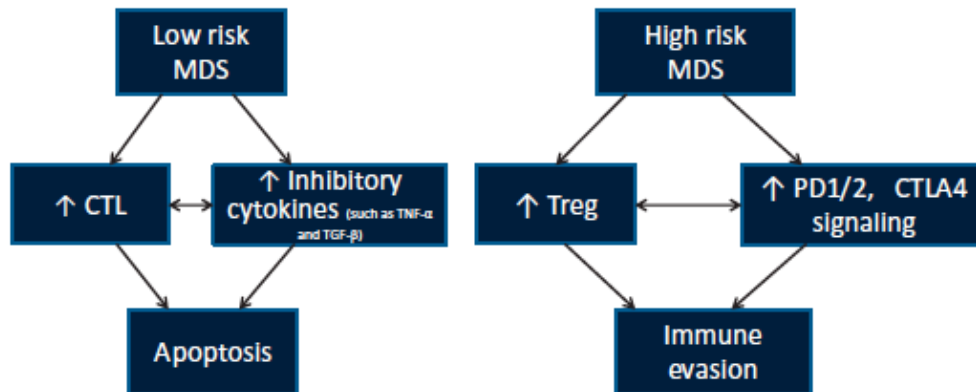 Low risk
MDS
High risk
MDS
↑ CTL
↑ Inhibitory
cytokines (such as TNF-α
and TGF-β)
↑ Treg
↑ PD1/2, CTLA4
signaling
Apoptosis
Immune
evasion